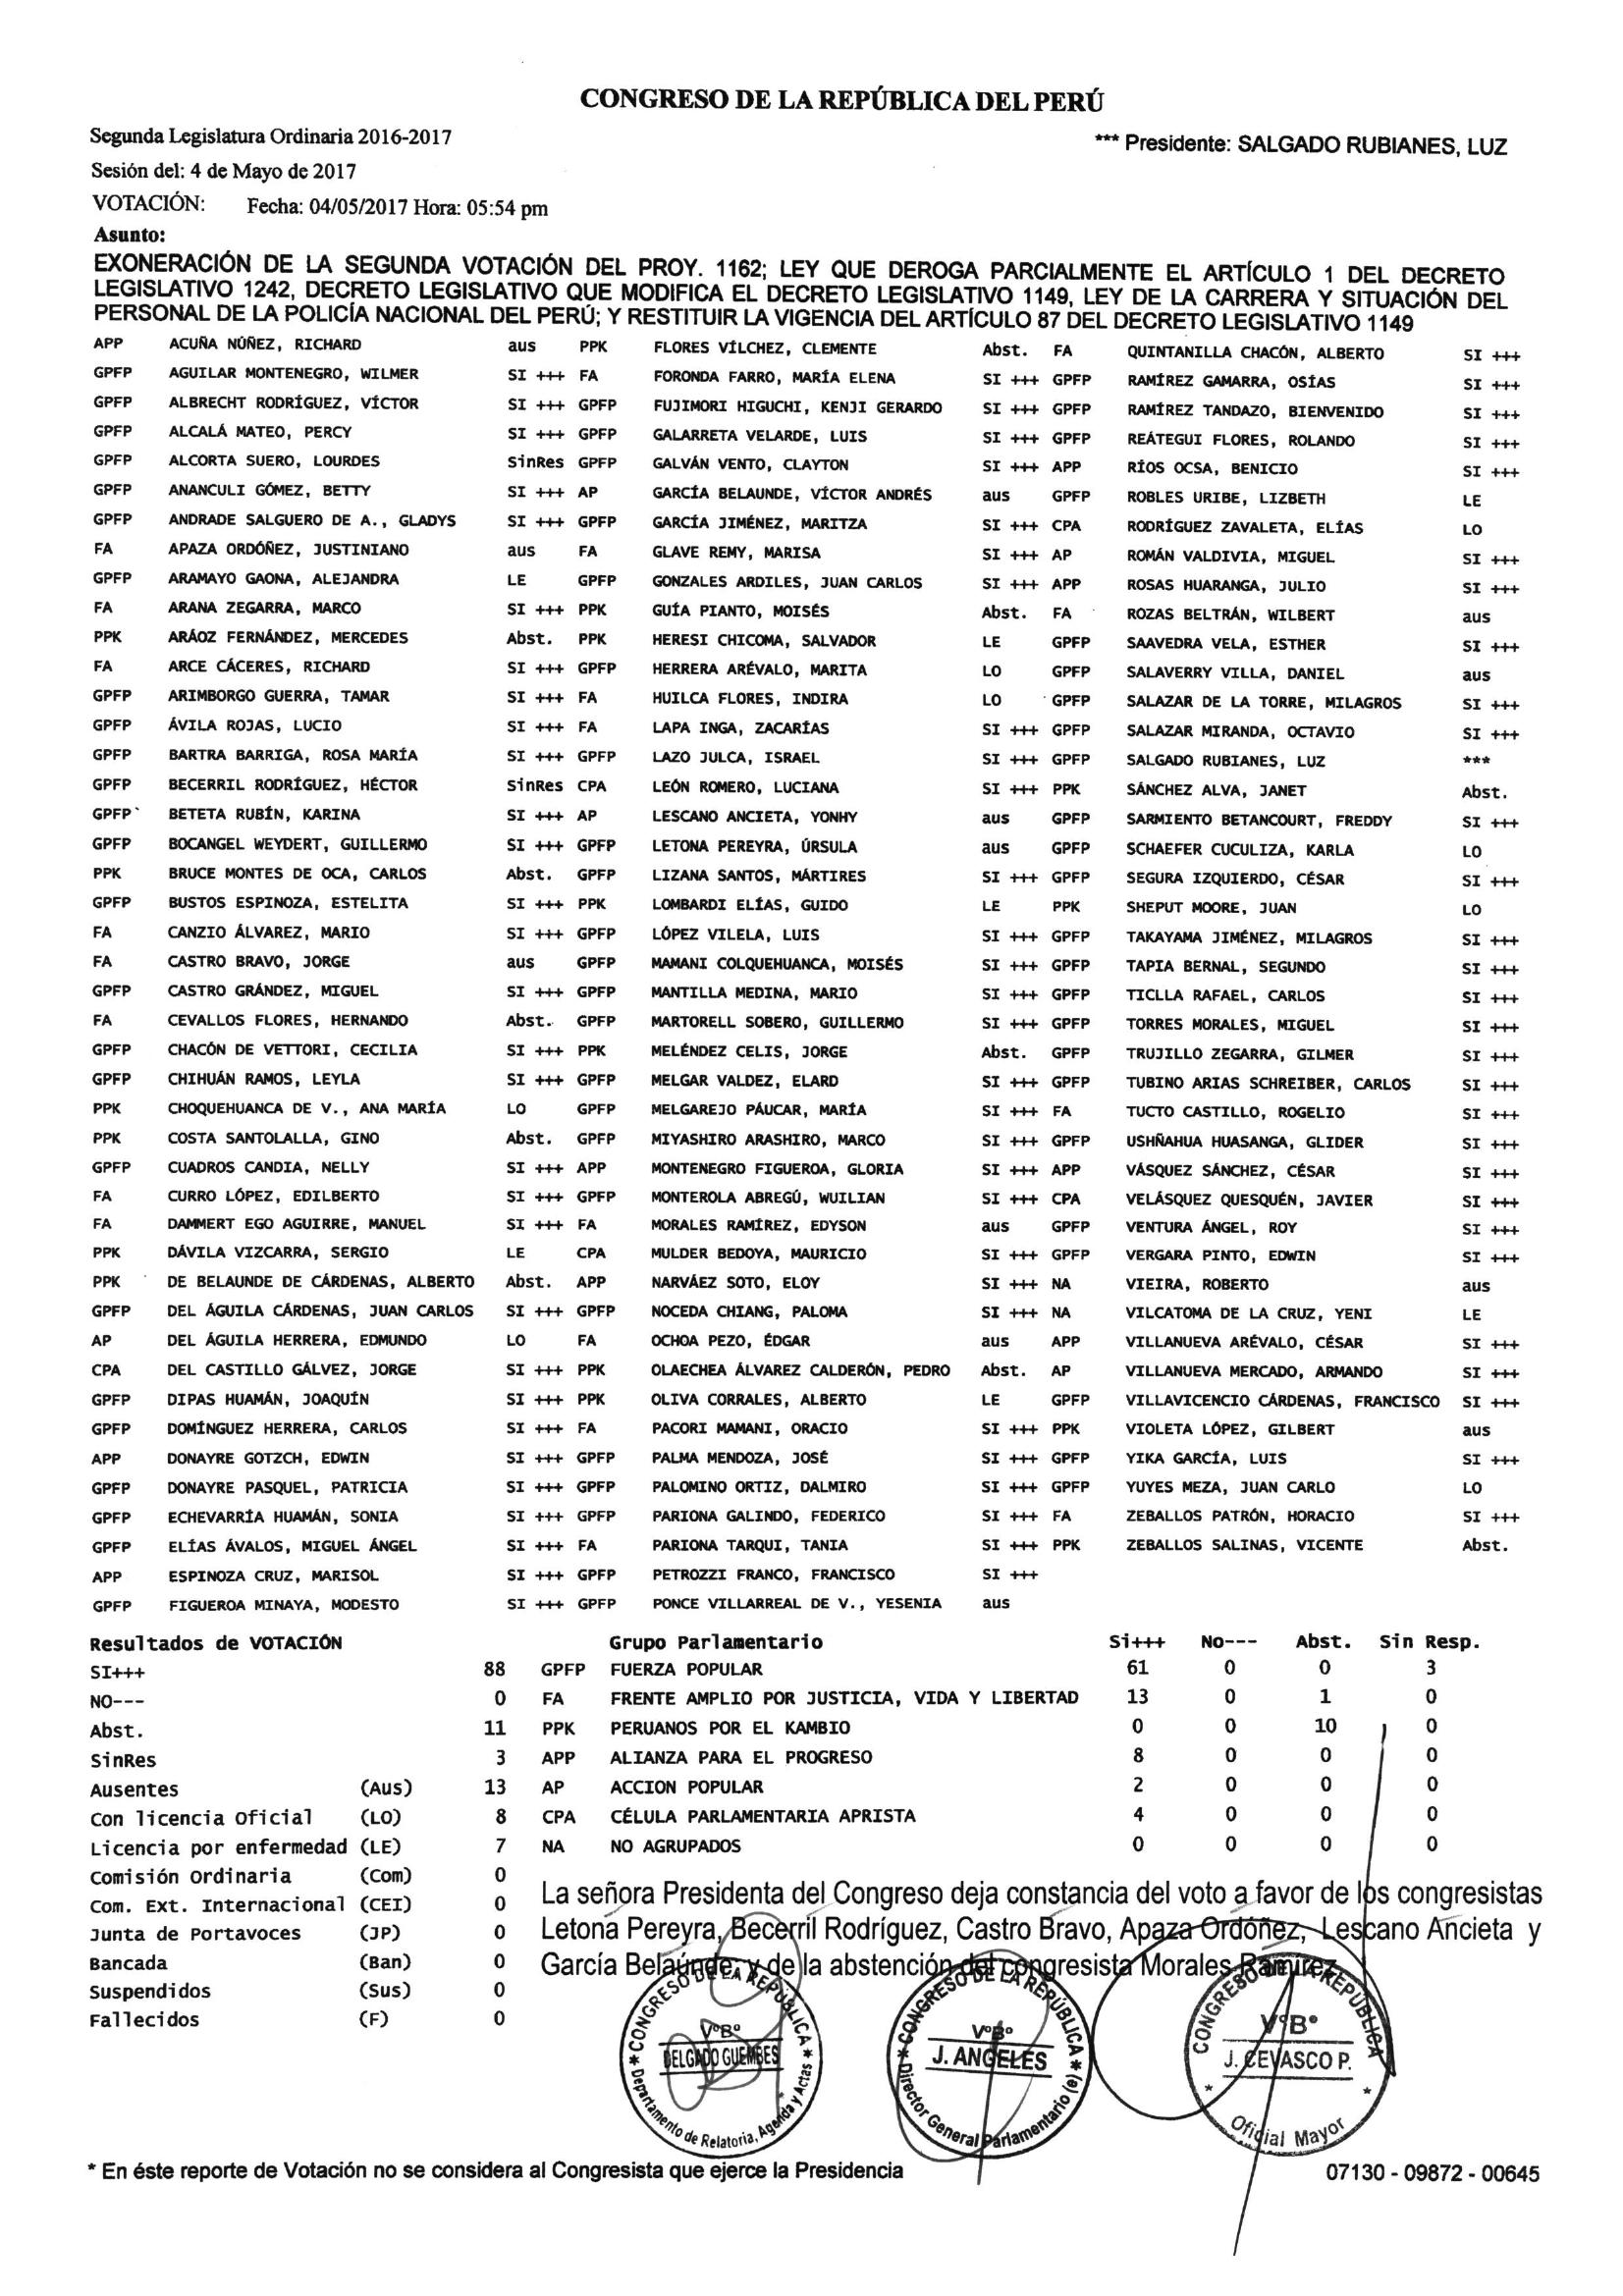 CONGRESO DE LA REPÚBLICA DEL PERÚ
Segunda Legislatura Ordinaria 2016-2017
*** Presidente: SALGADO RUBIANES, LUZ
Sesión del: 4 de Mayo de 2017
VOTACIÓN: Fecha: 04/05/2017 Hora: 05:54 pm
Asunto:
EXONERACIÓN DE LA SEGUNDA VOTACIÓN DEL PROY. 1162; LEY QUE DEROGA PARCIALMENTE EL ARTÍCULO 1 DEL DECRETO
LEGISLATIVO 1242, DECRETO LEGISLATIVO QUE MODIFICA EL DECRETO LEGISLATIVO 1149, LEY DE LA CARRERA Y SITUACIÓN DEL
PERSONAL DE LA POLICÍA NACIONAL DEL PERÚ; Y RESTITUIR LA VIGENCIA DEL ARTÍCULO 87 DEL DECRETO LEGISLATIVO 1149
APP ACUÑA NÚÑEZ, RICHARD aus PPK FLORES VÍLCHEZ, CLEMENTE Abst. FA QUINTANILLA CHACÓN, ALBERTO SI +++
GPFP AGUILAR MONTENEGRO, WILMER SI +++ FA FORONDA FARRO, MARÍA ELENA SI +++ GPFP RAMÍREZ GAMARRA, OSÍAS SI +++
GPFP ALBRECHT RODRÍGUEZ, VÍCTOR SI +++ GPFP FUJIMORI HIGUCHI, KENJI GERARDO SI +++ GPFP RAMÍREZ TANDAZO, BIENVENIDO SI +++
GPFP ALCALÁ MATEO, PERCY SI +++ GPFP GALARRETA VELARDE, LUIS SI +++ GPFP REÁTEGUI FLORES, ROLANDO SI +++
GPFP ALCORTA SUERO, LOURDES SinRes GPFP GALVÁN VENTO, CLAYTON SI +++ APP RÍOS OCSA, BENICIO SI +++
GPFP ANANCULI GÓMEZ, BETTY SI +++ AP GARCÍA BELAUNDE, VÍCTOR ANDRÉS aus GPFP ROBLES URIBE, LIZBETH LE
GPFP ANDRADE SALGUERO DE A., GLADYS SI +++ GPFP GARCÍA JIMÉNEZ, MARITZA SI +++ CPA RODRÍGUEZ ZAVALETA, ELÍAS LO
FA APAZA ORDÓÑEZ, JUSTINIANO aus FA GLAVE REMY, MARISA SI +++ AP ROMÁN VALDIVIA, MIGUEL SI +++
GPFP ARAMAYO GAONA, ALEJANDRA LE GPFP GONZALES ARDILES, JUAN CARLOS SI +++ APP ROSAS HUARANGA, JULIO SI +++
FA ARANA ZEGARRA, MARCO SI +++ PPK GUÍA PIANTO, MOISÉS Abst. FA ROZAS BELTRÁN, WILBERT aus
PPK ARÁOZ FERNÁNDEZ, MERCEDES Abst. PPK HERESI CHICOMA, SALVADOR LE GPFP SAAVEDRA VELA, ESTHER SI +++
FA ARCE CÁCERES, RICHARD SI +++ GPFP HERRERA ARÉVALO, MARITA LO GPFP SALAVERRY VILLA, DANIEL aus
GPFP ARIMBORGO GUERRA, TAMAR SI +++ FA HUILCA FLORES, INDIRA LO GPFP SALAZAR DE LA TORRE, MILAGROS SI +++
GPFP ÁVILA ROJAS, LUCIO SI +++ FA LAPA INGA, ZACARÍAS SI +++ GPFP SALAZAR MIRANDA, OCTAVIO SI +++
GPFP BARTRA BARRIGA, ROSA MARÍA SI +++ GPFP LAZO JULCA, ISRAEL SI +++ GPFP SALGADO RUBIANES, LUZ ***
GPFP BECERRIL RODRÍGUEZ, HÉCTOR SinRes CPA LEÓN ROMERO, LUCIANA SI +++ PPK SÁNCHEZ ALVA, JANET Abst.
GPFP BETETA RUBÍN, KARINA SI +++ AP LESCANO ANCIETA, YONHY aus GPFP SARMIENTO BETANCOURT, FREDDY SI +++
GPFP BOCANGEL WEYDERT, GUILLERMO SI +++ GPFP LETONA PEREYRA, ÚRSULA aus GPFP SCHAEFER CUCULIZA, KARLA LO
PPK BRUCE MONTES DE OCA, CARLOS Abst. GPFP LIZANA SANTOS, MÁRTIRES SI +++ GPFP SEGURA IZQUIERDO, CÉSAR SI +++
GPFP BUSTOS ESPINOZA, ESTELITA SI +++ PPK LOMBARDI ELÍAS, GUIDO LE PPK SHEPUT MOORE, JUAN LO
FA CANZIO ÁLVAREZ, MARIO SI +++ GPFP LÓPEZ VILELA, LUIS SI +++ GPFP TAKAYAMA JIMÉNEZ, MILAGROS SI +++
FA CASTRO BRAVO, JORGE aus GPFP MAMANI COLQUEHUANCA, MOISÉS SI +++ GPFP TAPIA BERNAL, SEGUNDO SI +++
GPFP CASTRO GRÁNDEZ, MIGUEL SI +++ GPFP MANTILLA MEDINA, MARIO SI +++ GPFP TICLLA RAFAEL, CARLOS SI +++
FA CEVALLOS FLORES, HERNANDO Abst. GPFP MARTORELL SOBERO, GUILLERMO SI +++ GPFP TORRES MORALES, MIGUEL SI +++
GPFP CHACÓN DE VETTORI, CECILIA SI +++ PPK MELÉNDEZ CELIS, JORGE Abst. GPFP TRUJILLO ZEGARRA, GILMER SI +++
GPFP CHIHUÁN RAMOS, LEYLA SI +++ GPFP MELGAR VALDEZ, ELARD SI +++ GPFP TUBINO ARIAS SCHREIBER, CARLOS SI +++
PPK CHOQUEHUANCA DE V., ANA MARÍA LO GPFP MELGAREJO PÁUCAR, MARÍA SI +++ FA TUCTO CASTILLO, ROGELIO SI +++
PPK COSTA SANTOLALLA, GINO Abst. GPFP MIYASHIRO ARASHIRO, MARCO SI +++ GPFP USHÑAHUA HUASANGA, GLIDER SI +++
GPFP CUADROS CANDIA, NELLY SI +++ APP MONTENEGRO FIGUEROA, GLORIA SI +++ APP VÁSQUEZ SÁNCHEZ, CÉSAR SI +++
FA CURRO LÓPEZ, EDILBERTO SI +++ GPFP MONTEROLA ABREGÚ, WUILIAN SI +++ CPA VELÁSQUEZ QUESQUÉN, JAVIER SI +++
FA DAMMERT EGO AGUIRRE, MANUEL SI +++ FA MORALES RAMÍREZ, EDYSON aus GPFP VENTURA ÁNGEL, ROY SI +++
PPK DÁVILA VIZCARRA, SERGIO LE CPA MULDER BEDOYA, MAURICIO SI +++ GPFP VERGARA PINTO, EDWIN SI +++
PPK DE BELAUNDE DE CÁRDENAS, ALBERTO Abst. APP NARVÁEZ SOTO, ELOY SI +++ NA VIEIRA, ROBERTO aus
GPFP DEL ÁGUILA CÁRDENAS, JUAN CARLOS SI +++ GPFP NOCEDA CHIANG, PALOMA SI +++ NA VILCATOMA DE LA CRUZ, YENI LE
AP DEL ÁGUILA HERRERA, EDMUNDO LO FA OCHOA PEZO, ÉDGAR aus APP VILLANUEVA ARÉVALO, CÉSAR SI +++
CPA DEL CASTILLO GÁLVEZ, JORGE SI +++ PPK OLAECHEA ÁLVAREZ CALDERÓN, PEDRO Abst. AP VILLANUEVA MERCADO, ARMANDO SI +++
GPFP DIPAS HUAMÁN, JOAQUÍN SI +++ PPK OLIVA CORRALES, ALBERTO LE GPFP VILLAVICENCIO CÁRDENAS, FRANCISCO SI +++
GPFP DOMÍNGUEZ HERRERA, CARLOS SI +++ FA PACORI MAMANI, ORACIO SI +++ PPK VIOLETA LÓPEZ, GILBERT aus
APP DONAYRE GOTZCH, EDWIN SI +++ GPFP PALMA MENDOZA, JOSÉ SI +++ GPFP YIKA GARCÍA, LUIS SI +++
GPFP DONAYRE PASQUEL, PATRICIA SI +++ GPFP PALOMINO ORTIZ, DALMIRO SI +++ GPFP YUYES MEZA, JUAN CARLO LO
GPFP ECHEVARRÍA HUAMÁN, SONIA SI +++ GPFP PARIONA GALINDO, FEDERICO SI +++ FA ZEBALLOS PATRÓN, HORACIO SI +++
GPFP ELÍAS ÁVALOS, MIGUEL ÁNGEL SI +++ FA PARIONA TARQUI, TANIA SI +++ PPK ZEBALLOS SALINAS, VICENTE Abst.
APP ESPINOZA CRUZ, MARISOL SI +++ GPFP PETROZZI FRANCO, FRANCISCO SI +++
GPFP FIGUEROA MINAYA, MODESTO SI +++ GPFP PONCE VILLARREAL DE V., YESENIA aus
Resultados de VOTACIÓN Grupo Parlamentario Si+++ No--- Abst. Sin Resp.
SI+++ 88 GPFP FUERZA POPULAR 61 0 0 3
NO--- 0 FA FRENTE AMPLIO POR JUSTICIA, VIDA Y LIBERTAD 13 0 1 0
Abst. 11 PPK PERUANOS POR EL KAMBIO 0 0 10 0
SinRes 3 APP ALIANZA PARA EL PROGRESO 8 0 0 0
Ausentes (Aus) 13 AP ACCION POPULAR 2 0 0 0
Con licencia Oficial (LO) 8 CPA CÉLULA PARLAMENTARIA APRISTA 4 0 0 0
Licencia por enfermedad (LE) 7 NA NO AGRUPADOS 0 0 0 0
Comisión Ordinaria (Com) 0
Com. Ext. Internacional (CEI) 0
Junta de Portavoces (JP) 0
Bancada (Ban) 0
Suspendidos (Sus) 0
Fallecidos (F) 0
La señora Presidenta del Congreso deja constancia del voto a favor de los congresistas
Letona Pereyra, Becerril Rodríguez, Castro Bravo, Apaza Ordóñez, Lescano Ancieta y
García Belaúnde; y de la abstención del congresista Morales Ramírez.
* CONGRESO DE LA REPÚBLICA *
V°B°
DELGADO GUEMBES
Departamento de Relatoria, Agenda y Actas
* CONGRESO DE LA REPÚBLICA *
V°B°
J. ANGELES
Director General Parlamentario (e)
CONGRESO DE LA REPÚBLICA
V°B°
J. CEVASCO P.
* Oficial Mayor *
* En éste reporte de Votación no se considera al Congresista que ejerce la Presidencia
07130 - 09872 - 00645